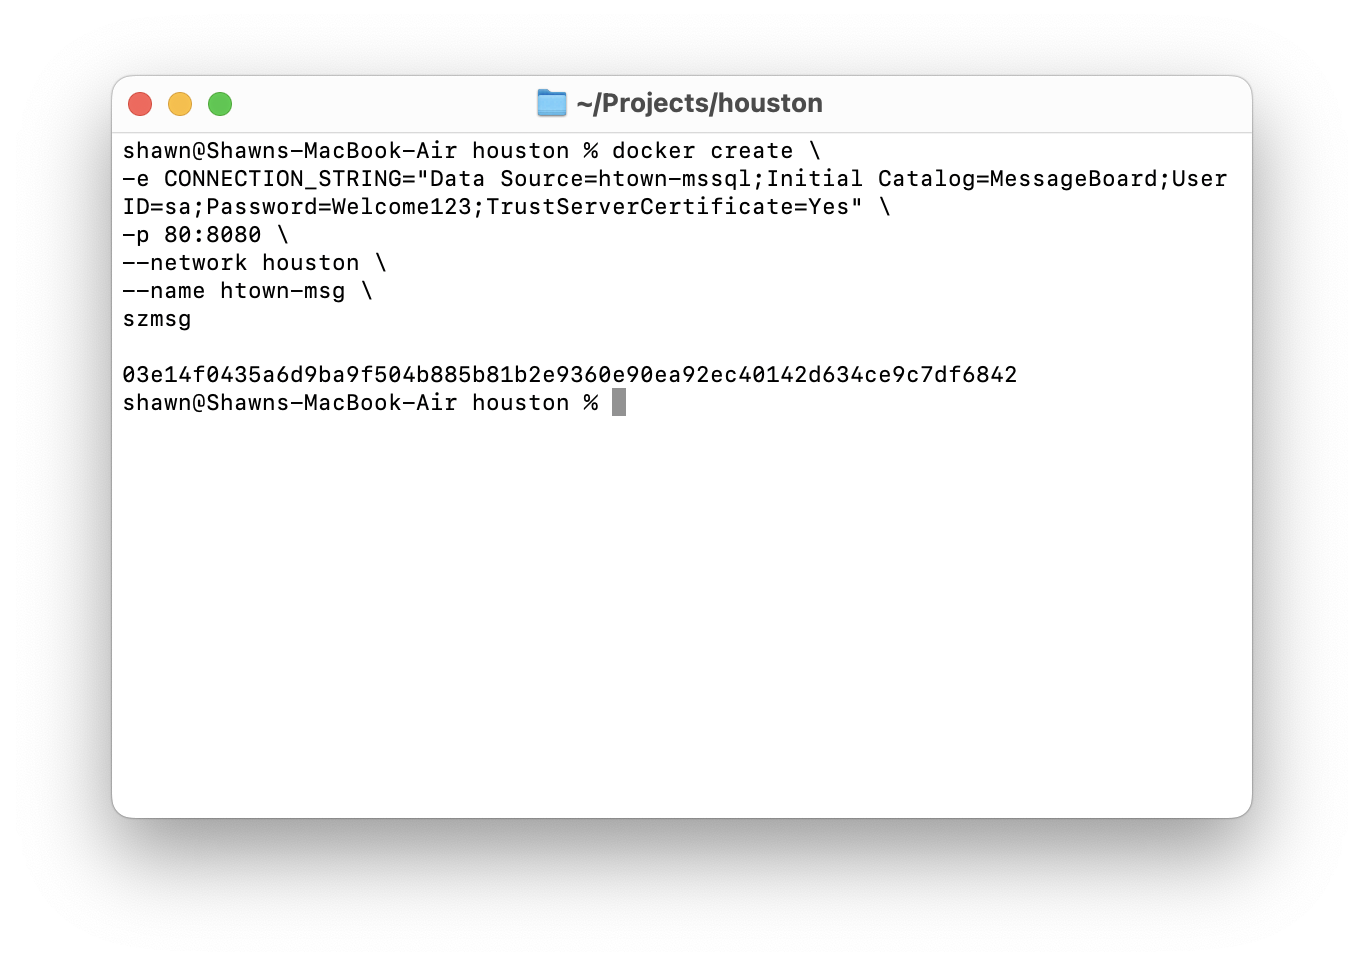 ~/Projects/houston
shawn@Shawns-MacBook-Air houston % docker create \
-e CONNECTION_STRING="Data Source=htown-mssql;Initial Catalog=MessageBoard;User
ID=sa;Password=Welcome123;TrustServerCertificate=Yes" \
-p 80:8080 \
--network houston \
--name htown-msg \
szmsg
03e14f0435a6d9ba9f504b885b81b2e9360e90ea92ec40142d634ce9c7df6842
shawn@Shawns-MacBook-Air houston %